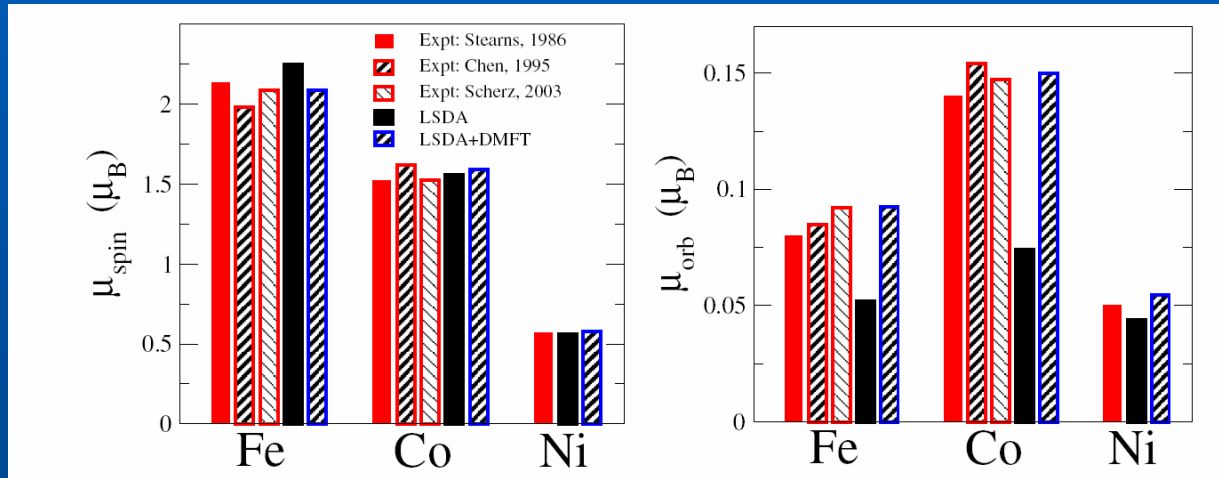 μspin (μB)
2
1.5
1
0.5
0
Expt: Stearns, 1986
Expt: Chen, 1995
Expt: Scherz, 2003
LSDA
LSDA+DMFT
Fe Co Ni
μorb (μB)
0.15
0.1
0.05
0
Fe Co Ni